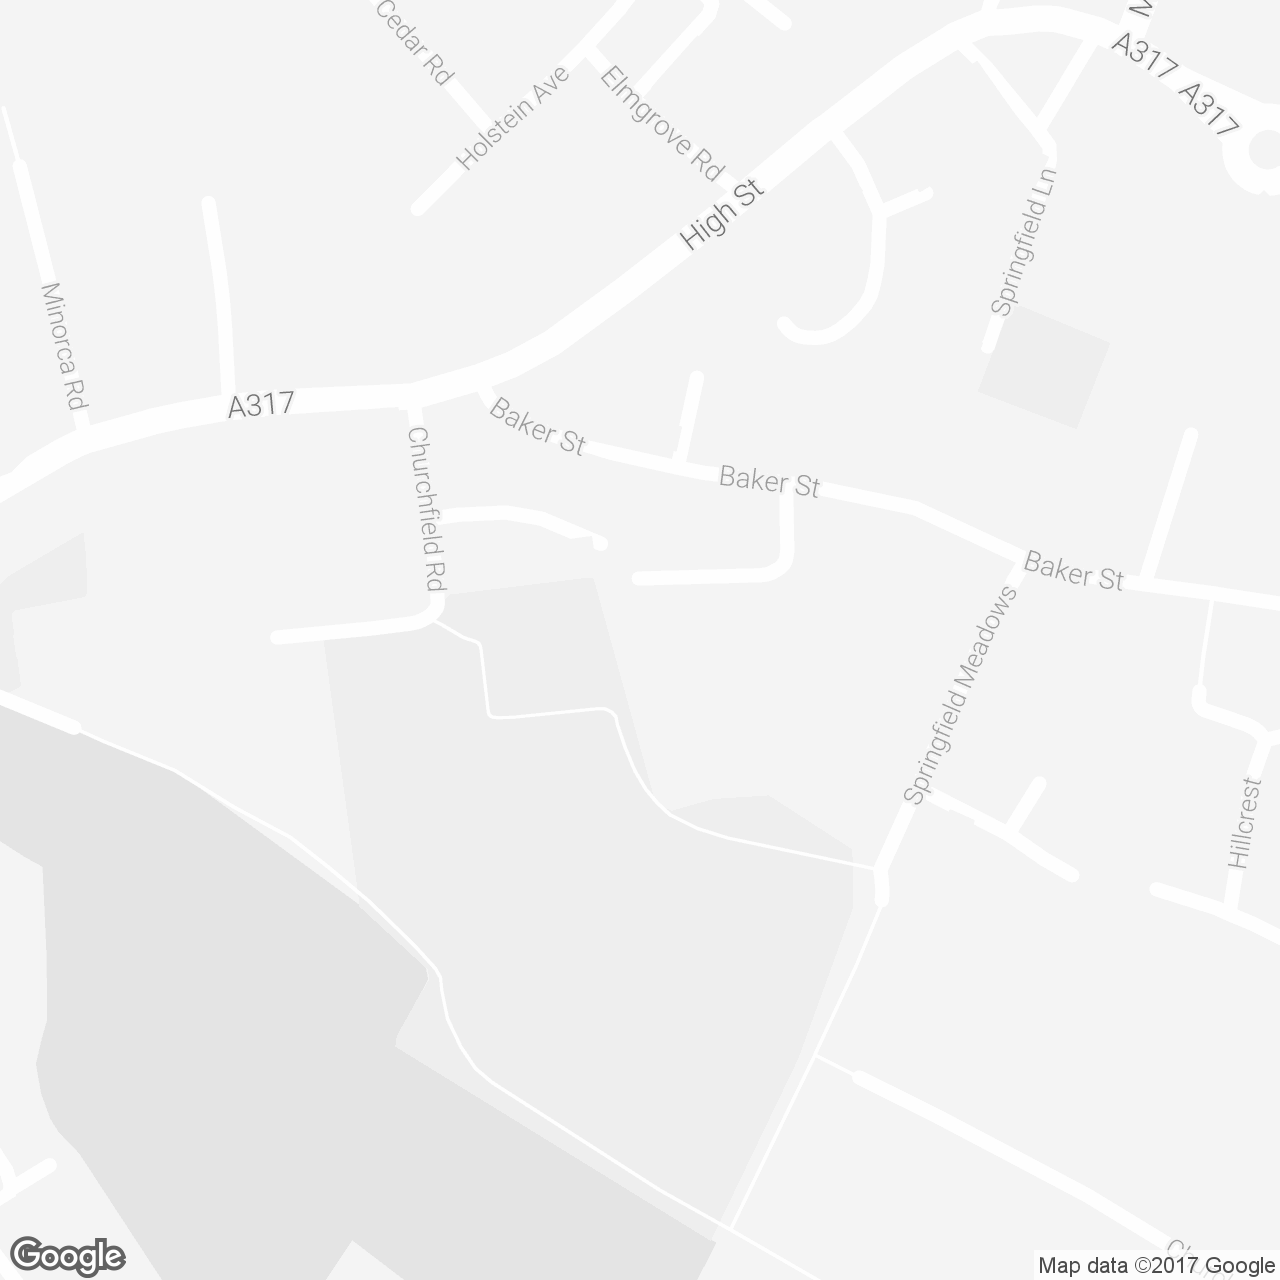 Cedar Rd
Holstein Ave
Elmgrove Rd
A317
A317
High St
Springfield Ln
Minorca Rd
A317
Baker St
Churchfield Rd
Baker St
Baker St
Springfield Meadows
Hillcrest
Google
Map data ©2017 Google